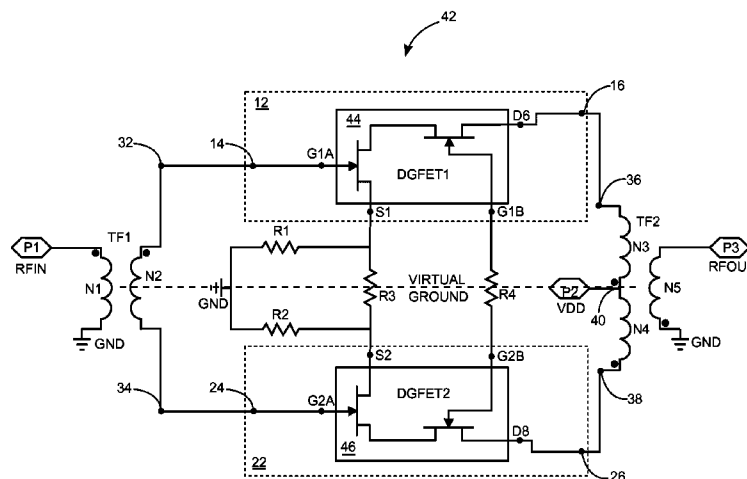 42
12
16
44
D6
32
14
G1A
DGFET1
36
S1
G1B
P1
RFIN
TF1
R1
TF2
N3
P3
RFOU
N1
N2
GND
R3
VIRTUAL
GROUND
R4
P2
VDD
40
N5
R2
N4
GND
GND
S2
G2B
34
24
G2A
DGFET2
38
46
D8
22
26